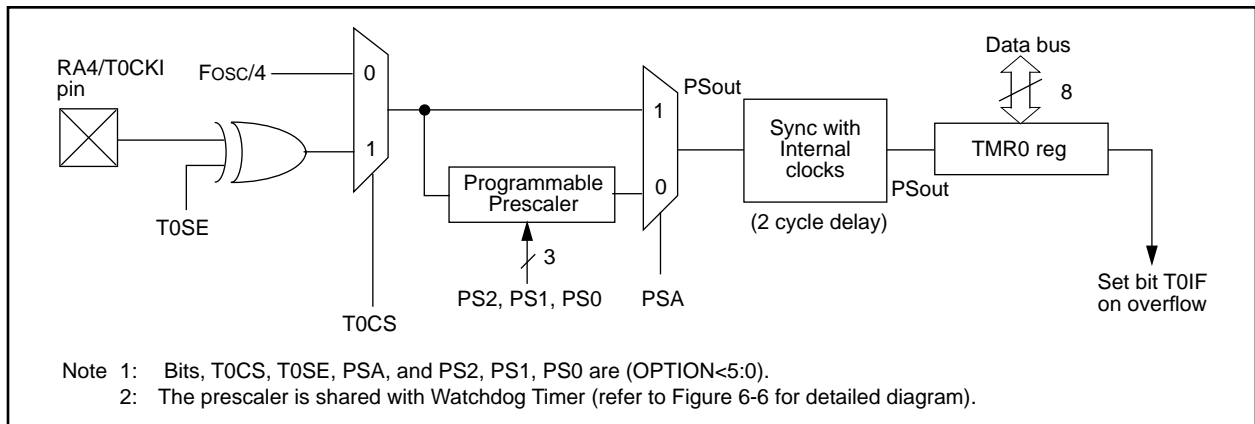 RA4/T0CKI
pin
FOSC/4
0
1
T0SE
T0CS
Programmable
Prescaler
3
PS2, PS1, PS0
1
0
PSA
PSout
Sync with
Internal
clocks
(2 cycle delay)
PSout
Data bus
8
TMR0 reg
Set bit T0IF
on overflow
Note 1: Bits, T0CS, T0SE, PSA, and PS2, PS1, PS0 are (OPTION<5:0).
2: The prescaler is shared with Watchdog Timer (refer to Figure 6-6 for detailed diagram).